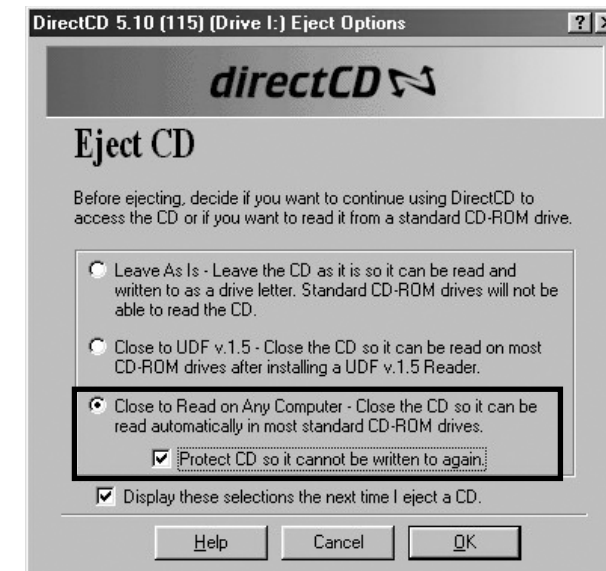 DirectCD 5.10 (115) (Drive I:) Eject Options
directCD
Eject CD
Before ejecting, decide if you want to continue using DirectCD to
access the CD or if you want to read it from a standard CD-ROM drive.
Leave As Is - Leave the CD as it is so it can be read and
written to as a drive letter. Standard CD-ROM drives will not be
able to read the CD.
Close to UDF v.1.5 - Close the CD so it can be read on most
CD-ROM drives after installing a UDF v.1.5 Reader.
Close to Read on Any Computer - Close the CD so it can be
read automatically in most standard CD-ROM drives.
Protect CD so it cannot be written to again.
Display these selections the next time I eject a CD.
Help Cancel OK